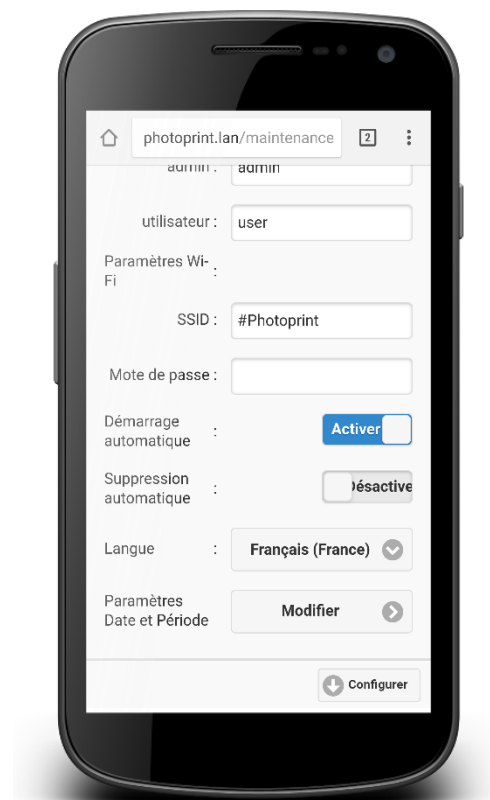 photoprint.lan/maintenance
2
admin : admin
utilisateur : user
Paramètres Wi-
Fi :
SSID : #Photoprint
Mote de passe :
Démarrage
automatique : Activer
Suppression
automatique : Désactive
Langue : Français (France)
Paramètres
Date et Période Modifier
Configurer